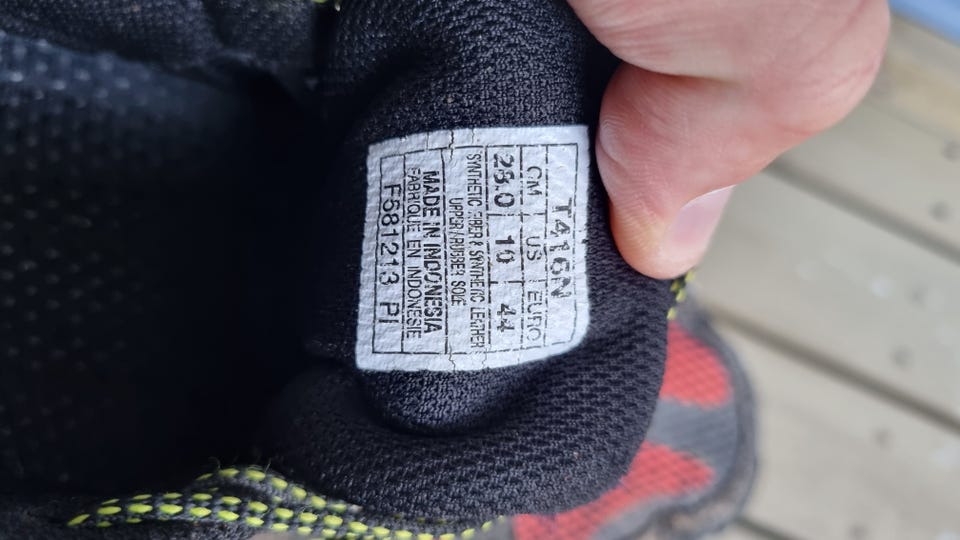 T416N
CM US EURO
28.0 10 44
SYNTHETIC FIBER & SYNTHETIC LEATHER
UPPER/RUBBER SOLE
MADE IN INDONESIA
FABRIQUE EN INDONESIE
F681213 PI